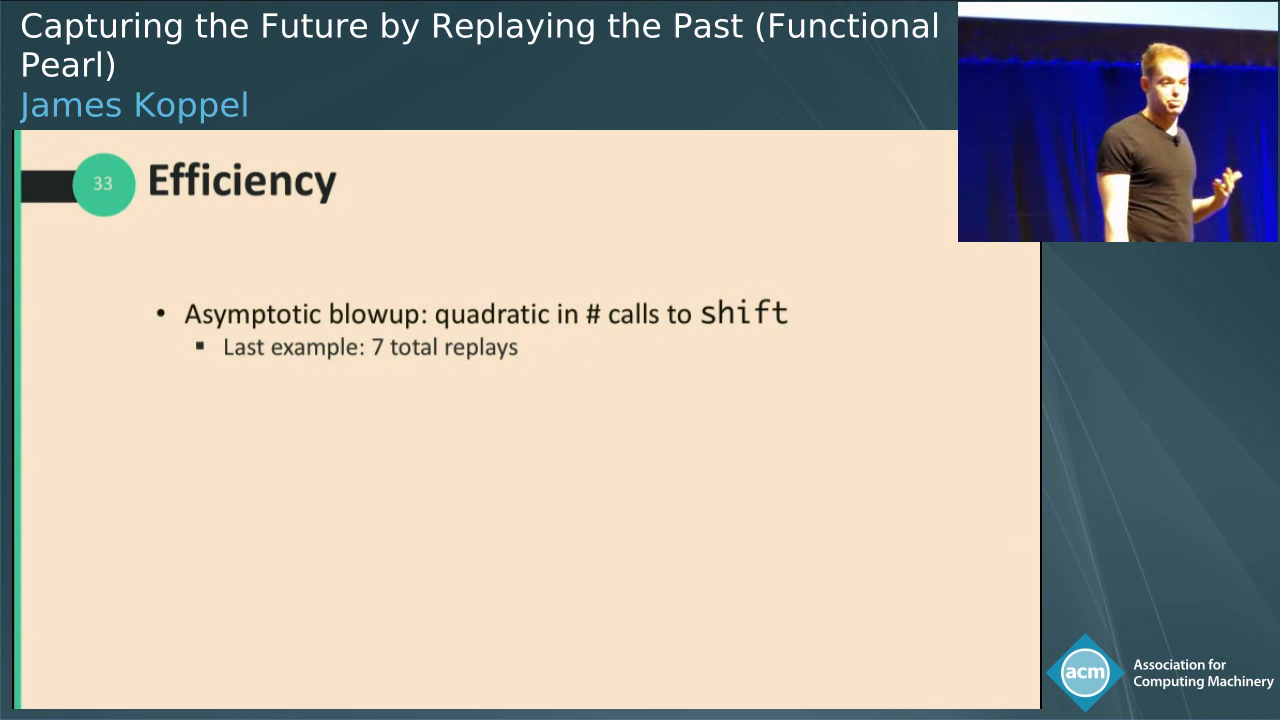 Capturing the Future by Replaying the Past (Functional
Pearl)
James Koppel
33
Efficiency
• Asymptotic blowup: quadratic in # calls to shift
▪ Last example: 7 total replays
acm
Association for
Computing Machinery